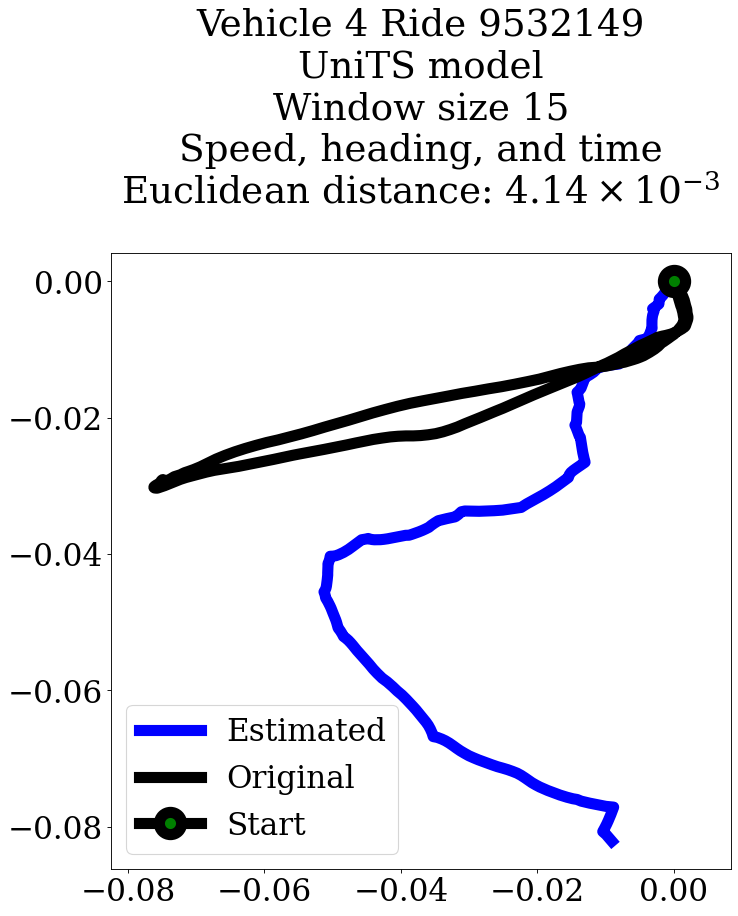 Vehicle 4 Ride 9532149
UniTS model
Window size 15
Speed, heading, and time
Euclidean distance: 4.14 × 10⁻³
0.00
−0.02
−0.04
−0.06
−0.08
Estimated
Original
Start
−0.08 −0.06 −0.04 −0.02 0.00